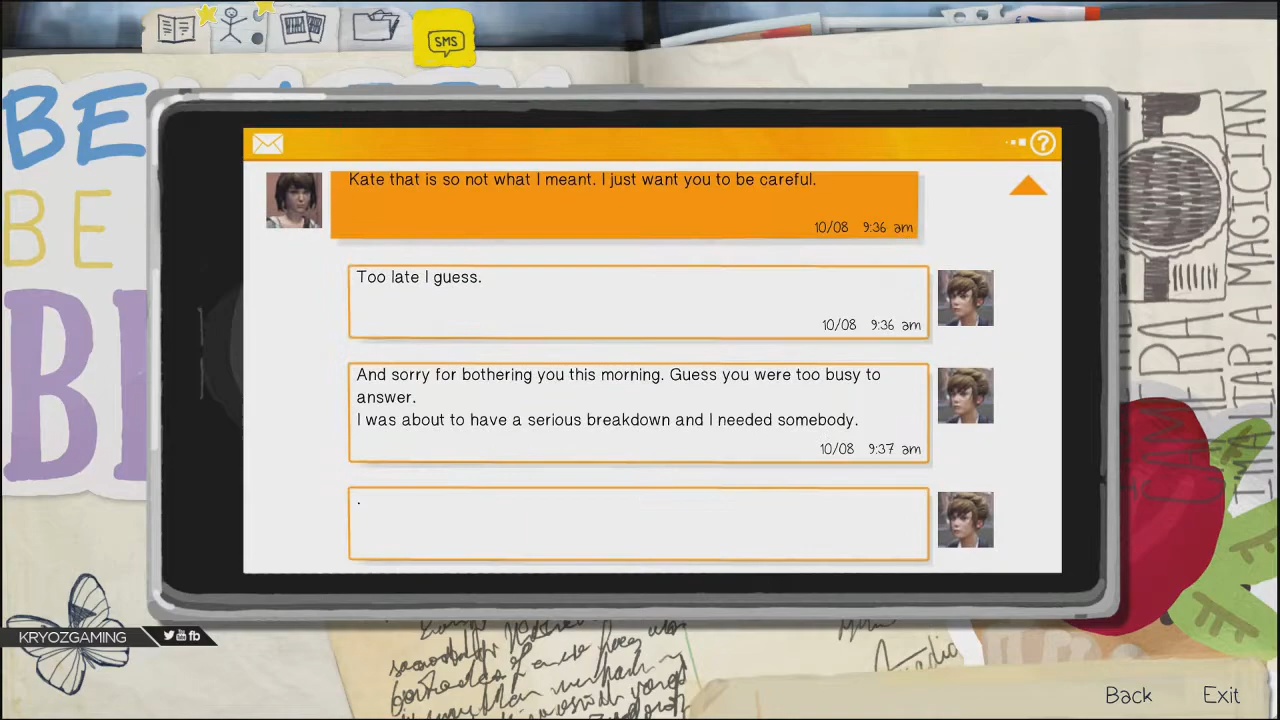 SMS
BE
BE
Kate that is so not what I meant. I just want you to be careful.
10/08 9:36 am
Too late I guess.
10/08 9:36 am
And sorry for bothering you this morning. Guess you were too busy to
answer.
I was about to have a serious breakdown and I needed somebody.
10/08 9:37 am
.
CAMERA
LIAR, A MAGICIAN
KRYOZGAMING
Back Exit